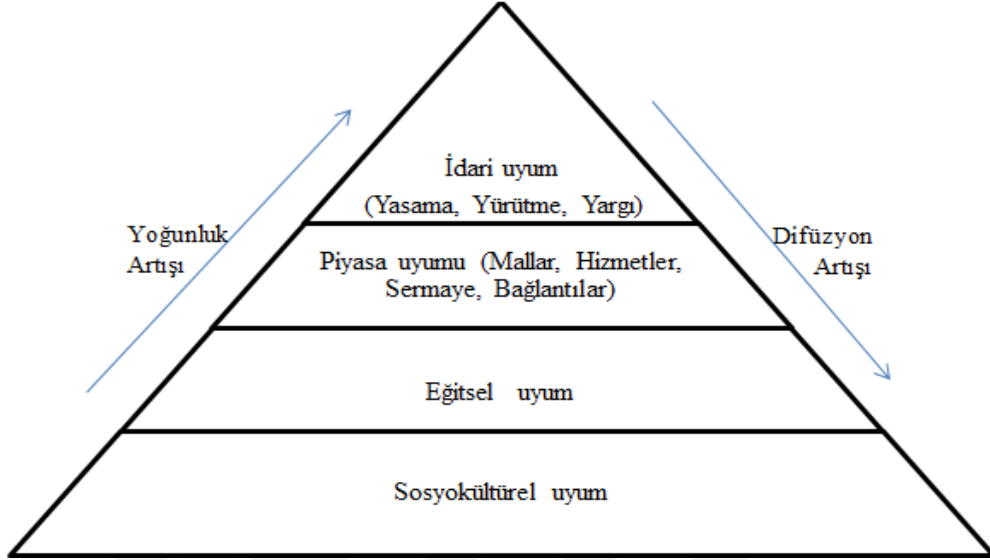 İdari uyum
(Yasama, Yürütme, Yargı)
Yoğunluk
Artışı
Difüzyon
Artışı
Piyasa uyumu (Mallar, Hizmetler,
Sermaye, Bağlantılar)
Eğitsel uyum
Sosyokültürel uyum